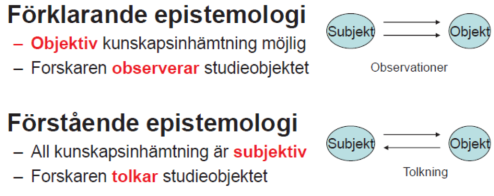 Förklarande epistemologi
– Objektiv kunskapsinhämtning möjlig
– Forskaren observerar studieobjektet
Subjekt Objekt
Observationer
Förstående epistemologi
– All kunskapsinhämtning är subjektiv
– Forskaren tolkar studieobjektet
Subjekt Objekt
Tolkning